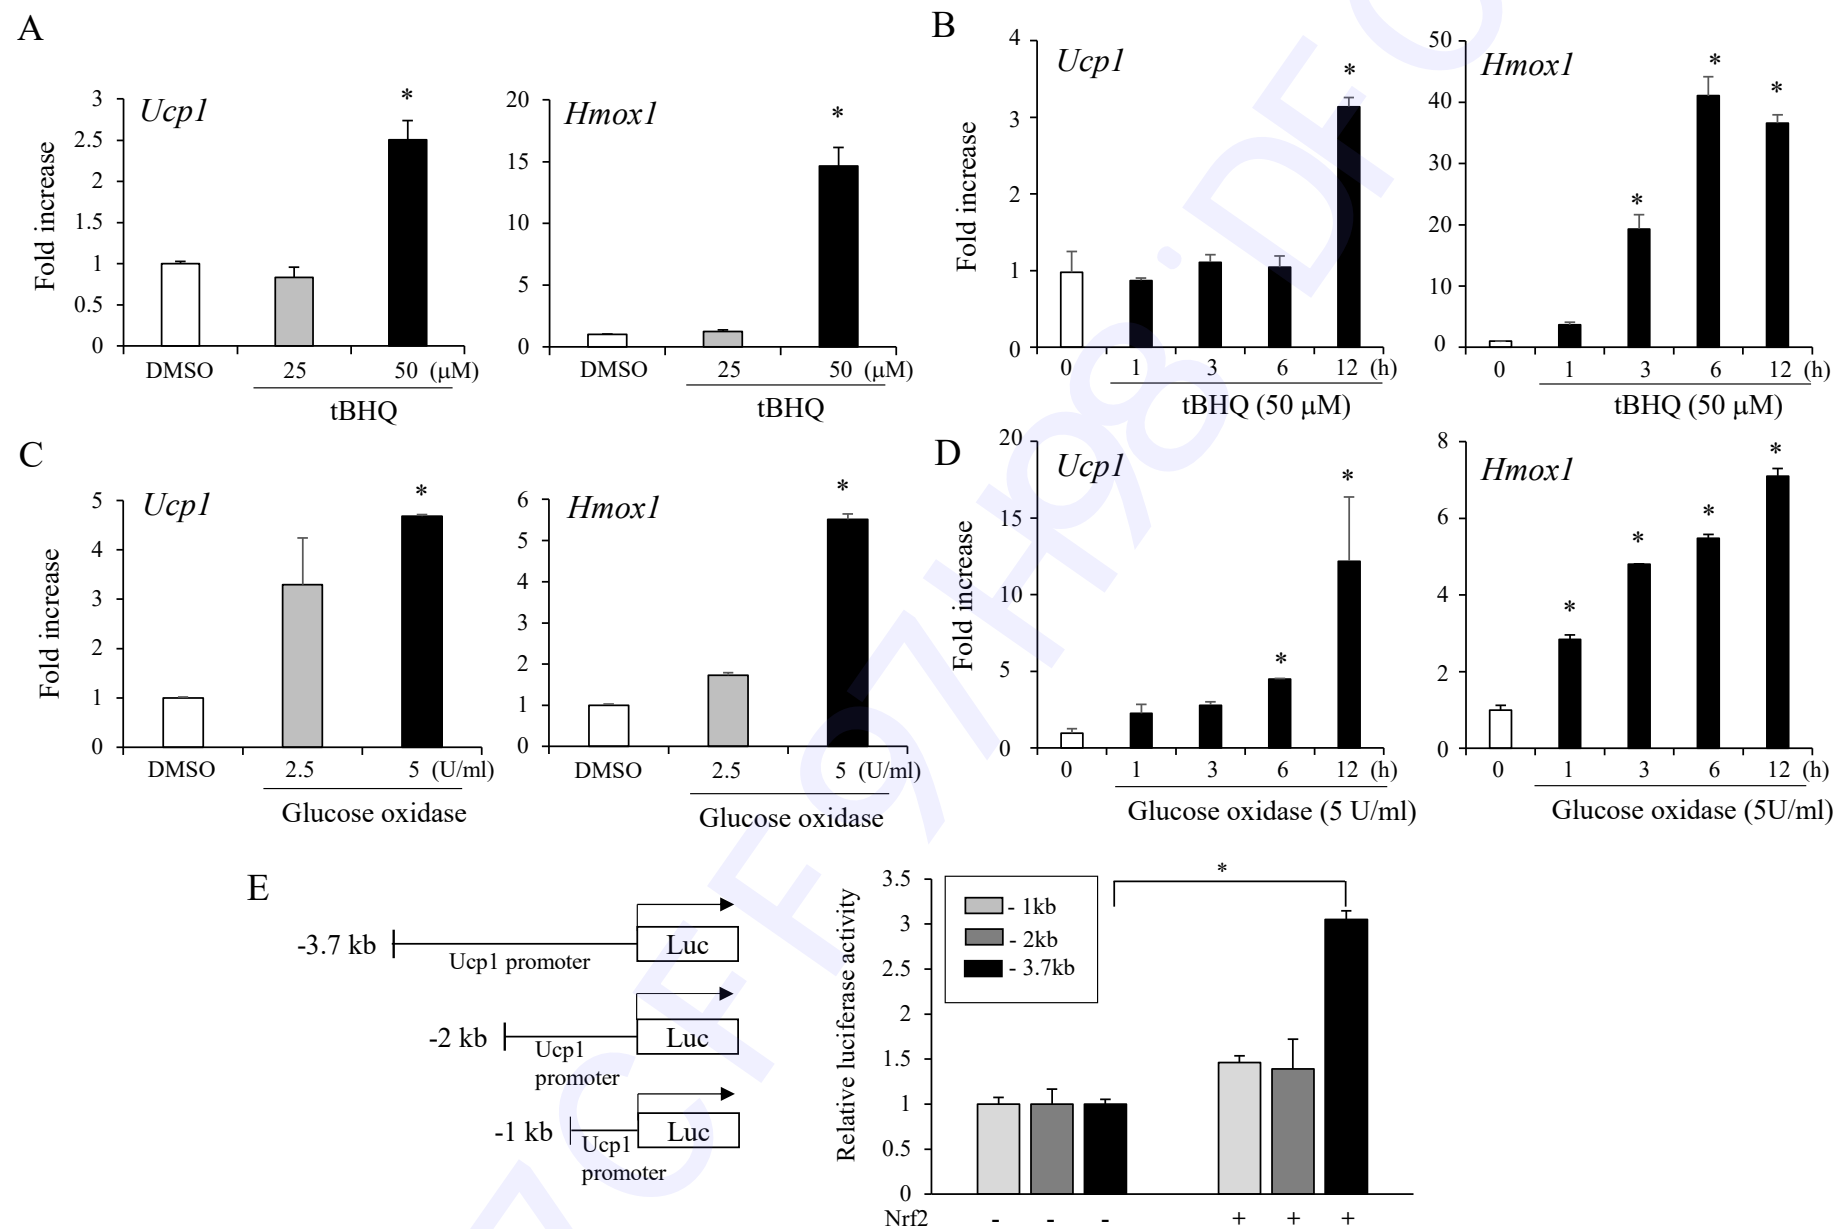 A
Ucp1
Fold increase
3
2.5
2
1.5
1
0.5
0
*
DMSO 25 50 (μM)
tBHQ
Hmox1
20
15
10
5
0
*
DMSO 25 50 (μM)
tBHQ
B
Ucp1
Fold increase
4
3
2
1
0
*
0 1 3 6 12 (h)
tBHQ (50 μM)
Hmox1
50
40
30
20
10
0
* * *
0 1 3 6 12 (h)
tBHQ (50 μM)
C
Ucp1
Fold increase
5
4
3
2
1
0
*
DMSO 2.5 5 (U/ml)
Glucose oxidase
Hmox1
6
5
4
3
2
1
0
*
DMSO 2.5 5 (U/ml)
Glucose oxidase
D
Ucp1
Fold increase
20
15
10
5
0
* *
0 1 3 6 12 (h)
Glucose oxidase (5 U/ml)
Hmox1
8
6
4
2
0
* * * *
0 1 3 6 12 (h)
Glucose oxidase (5U/ml)
E
-3.7 kb
Ucp1 promoter
Luc
-2 kb
Ucp1
promoter
Luc
-1 kb
Ucp1
promoter
Luc
Relative luciferase activity
3.5
3
2.5
2
1.5
1
0.5
0
- 1kb
- 2kb
- 3.7kb
*
Nrf2 - - - + + +